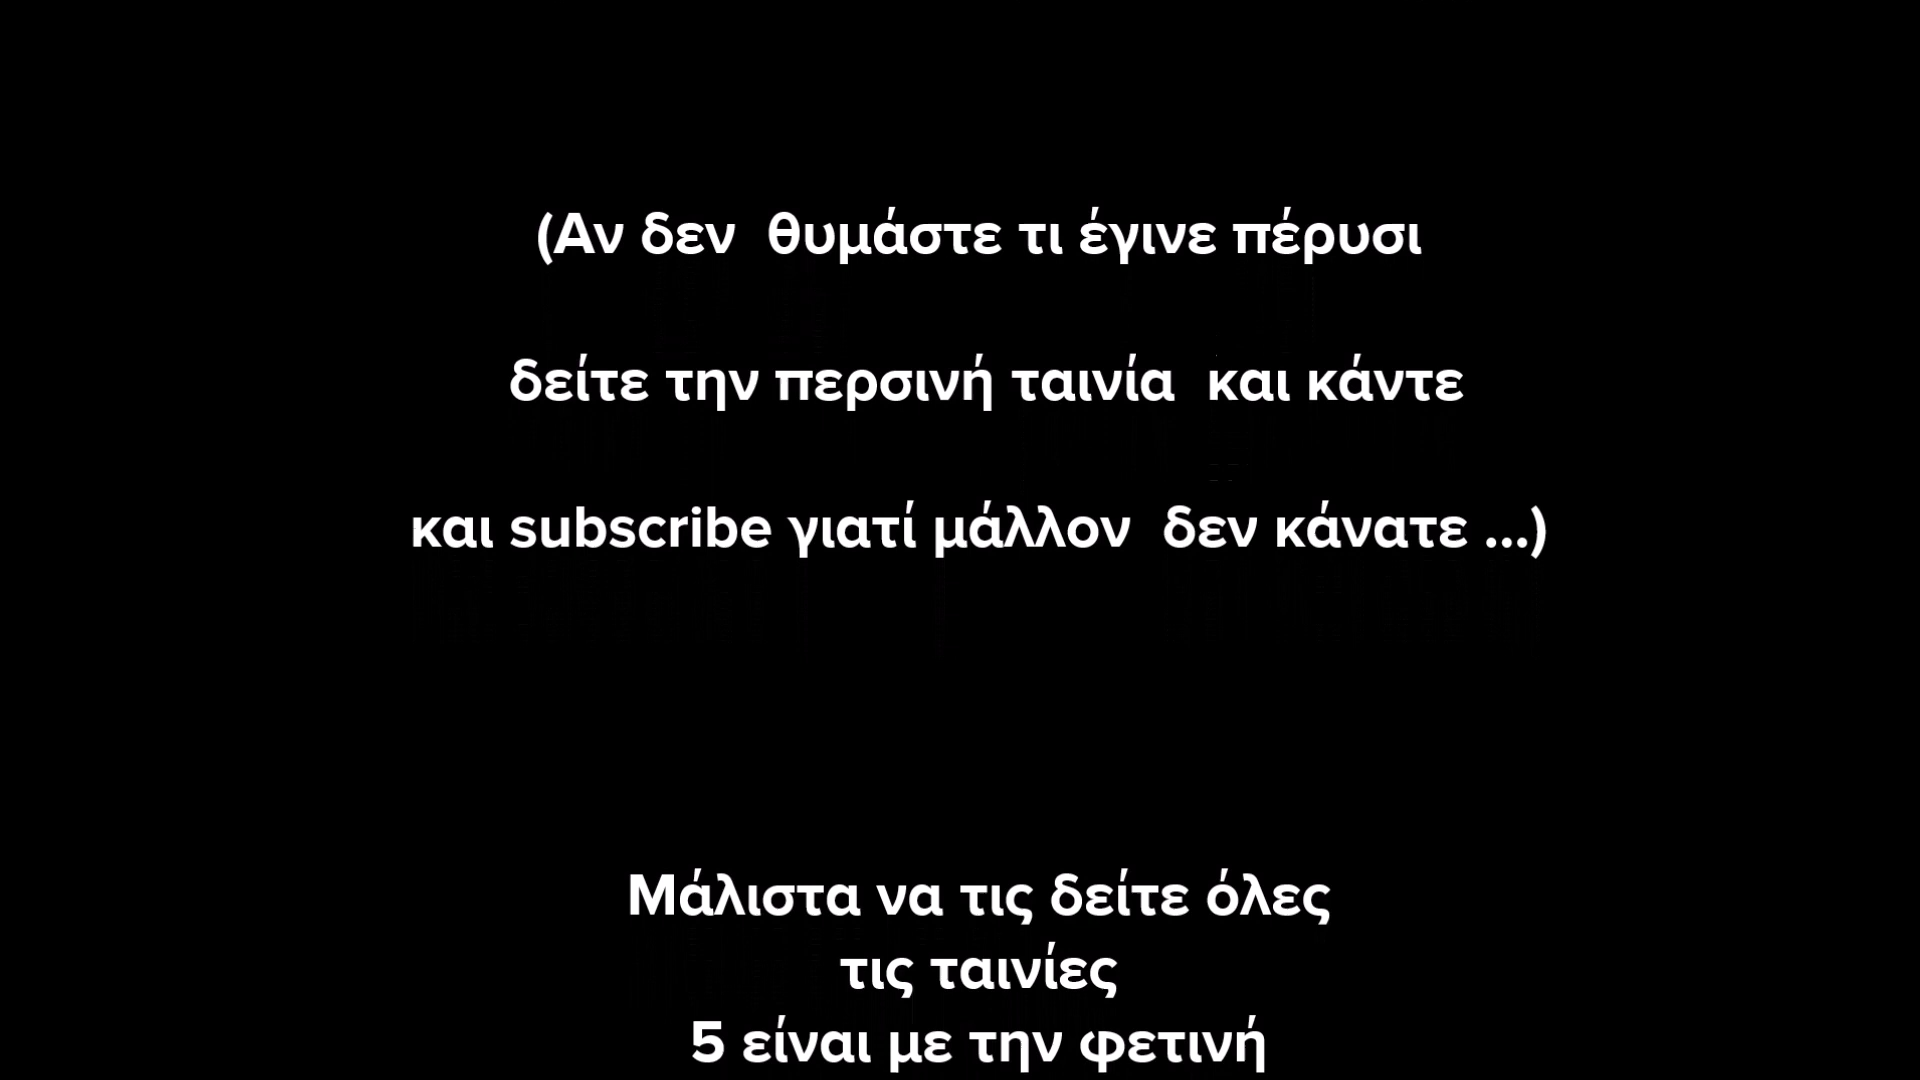 (Αν δεν  θυμάστε τι έγινε πέρυσι
δείτε την περσινή ταινία  και κάντε
και subscribe γιατί μάλλον  δεν κάνατε ...)
Μάλιστα να τις δείτε όλες
τις ταινίες
5 είναι με την φετινή